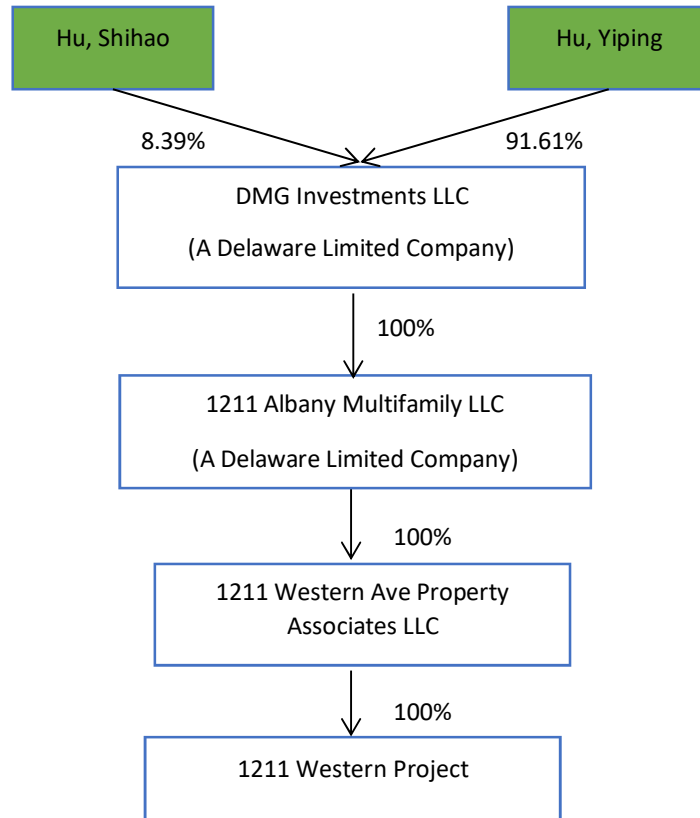 Hu, Shihao
Hu, Yiping
8.39%
91.61%
DMG Investments LLC
(A Delaware Limited Company)
100%
1211 Albany Multifamily LLC
(A Delaware Limited Company)
100%
1211 Western Ave Property
Associates LLC
100%
1211 Western Project